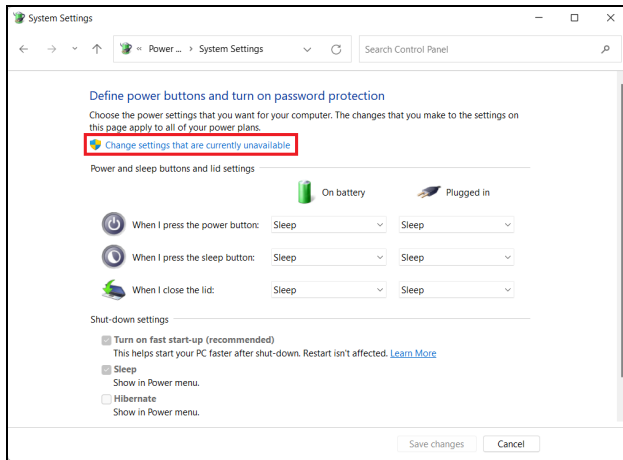 System Settings
« Power ... › System Settings
Search Control Panel
Define power buttons and turn on password protection
Choose the power settings that you want for your computer. The changes that you make to the settings on
this page apply to all of your power plans.
Change settings that are currently unavailable
Power and sleep buttons and lid settings
On battery Plugged in
When I press the power button: Sleep Sleep
When I press the sleep button: Sleep Sleep
When I close the lid: Sleep Sleep
Shut-down settings
Turn on fast start-up (recommended)
This helps start your PC faster after shut-down. Restart isn't affected. Learn More
Sleep
Show in Power menu.
Hibernate
Show in Power menu.
Save changes Cancel